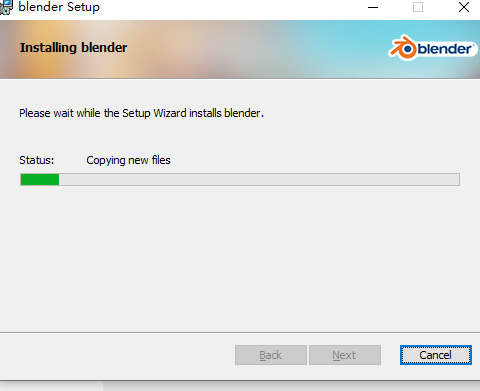 blender Setup
Installing blender
blender
Please wait while the Setup Wizard installs blender.
Status: Copying new files
Back Next Cancel